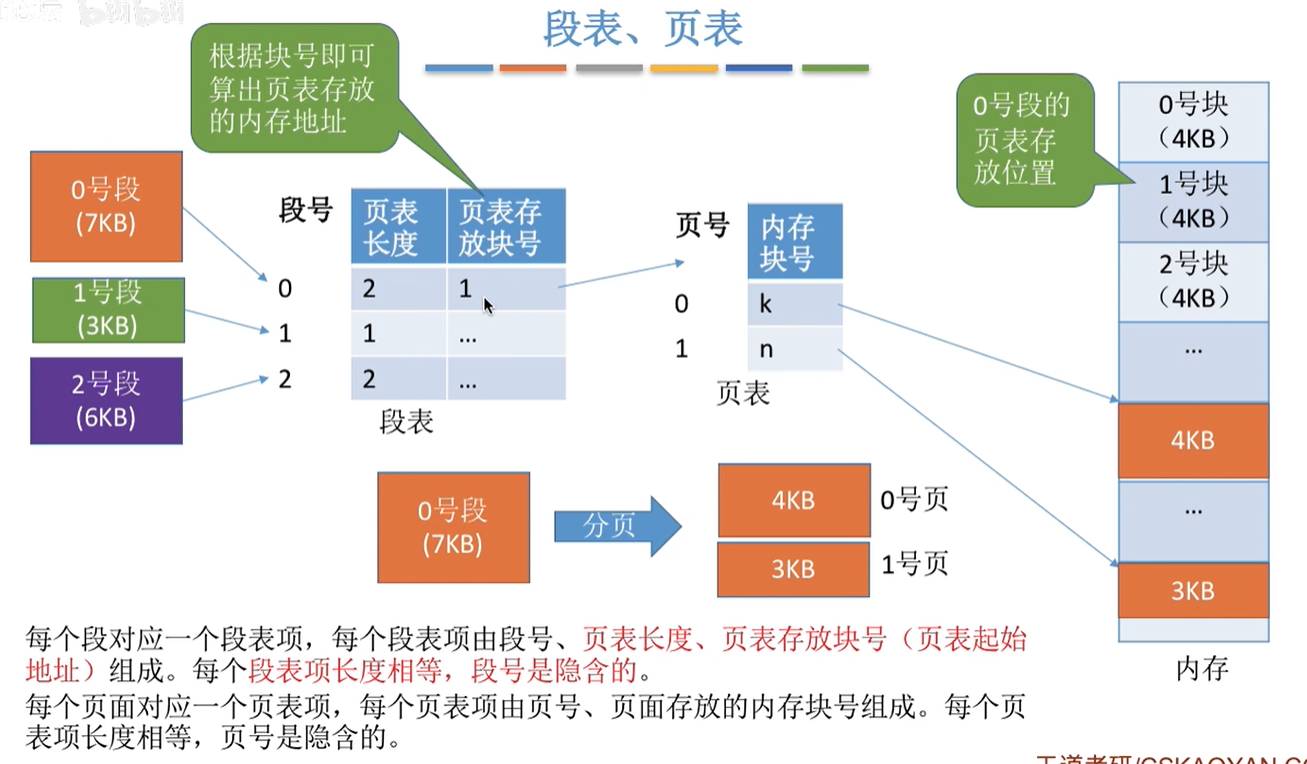 段表、页表
根据块号即可
算出页表存放
的内存地址
0号段的
页表存
放位置
0号段
(7KB)
1号段
(3KB)
2号段
(6KB)
段号
页表
长度
页表存
放块号
0
2
1
1
1
...
2
2
...
段表
页号
内存
块号
0
k
1
n
页表
0号块
（4KB）
1号块
（4KB）
2号块
（4KB）
...
4KB
...
3KB
内存
0号段
(7KB)
分页
4KB
0号页
3KB
1号页
每个段对应一个段表项，每个段表项由段号、页表长度、页表存放块号（页表起始
地址）组成。每个段表项长度相等，段号是隐含的。
每个页面对应一个页表项，每个页表项由页号、页面存放的内存块号组成。每个页
表项长度相等，页号是隐含的。